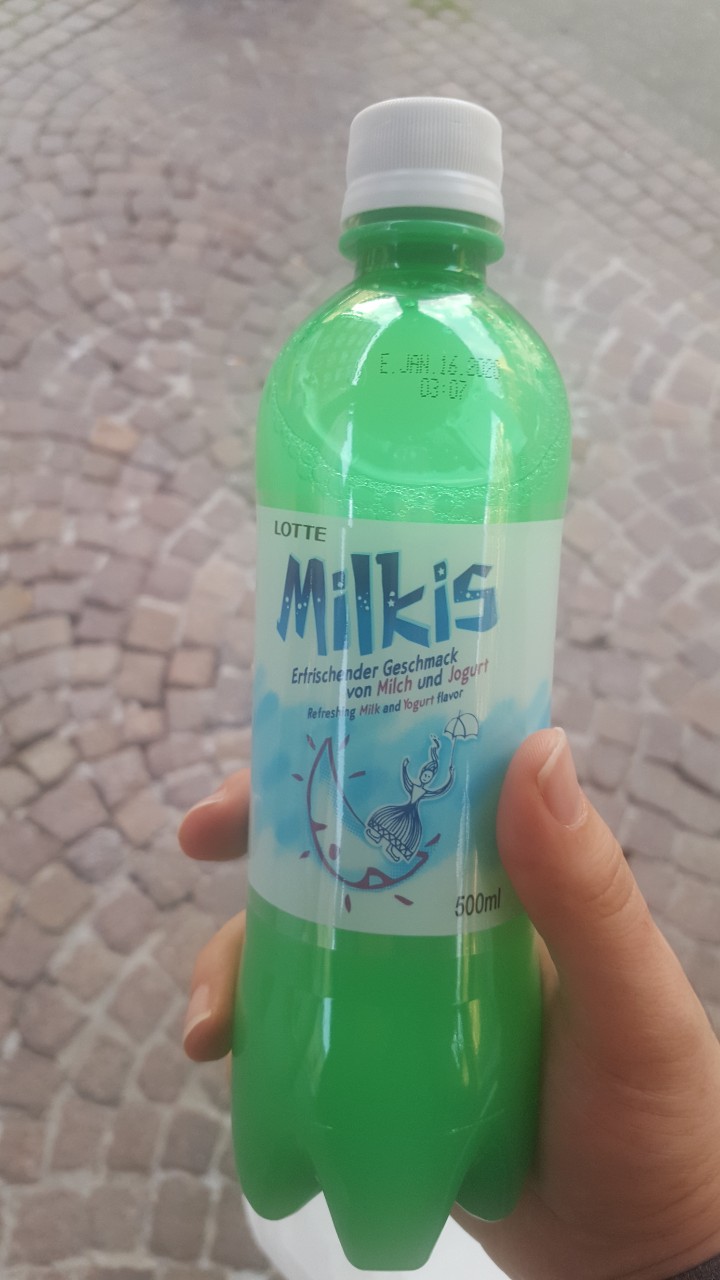 E. JAN. 16. 2020
03:07
LOTTE
Milkis
Erfrischender Geschmack
von Milch und Jogurt
Refreshing Milk and Yogurt flavor
500ml